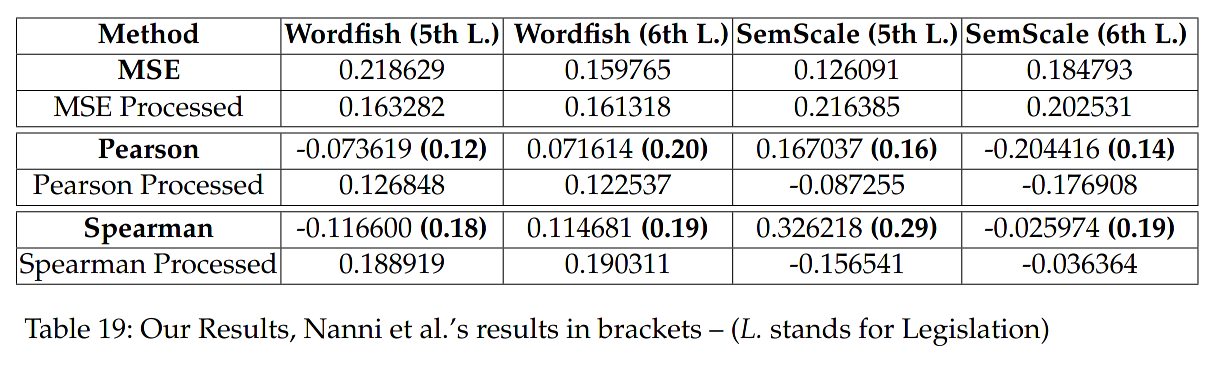 Method Wordfish (5th L.) Wordfish (6th L.) SemScale (5th L.) SemScale (6th L.)
MSE 0.218629 0.159765 0.126091 0.184793
MSE Processed 0.163282 0.161318 0.216385 0.202531
Pearson -0.073619 (0.12) 0.071614 (0.20) 0.167037 (0.16) -0.204416 (0.14)
Pearson Processed 0.126848 0.122537 -0.087255 -0.176908
Spearman -0.116600 (0.18) 0.114681 (0.19) 0.326218 (0.29) -0.025974 (0.19)
Spearman Processed 0.188919 0.190311 -0.156541 -0.036364
Table 19: Our Results, Nanni et al.'s results in brackets – (L. stands for Legislation)